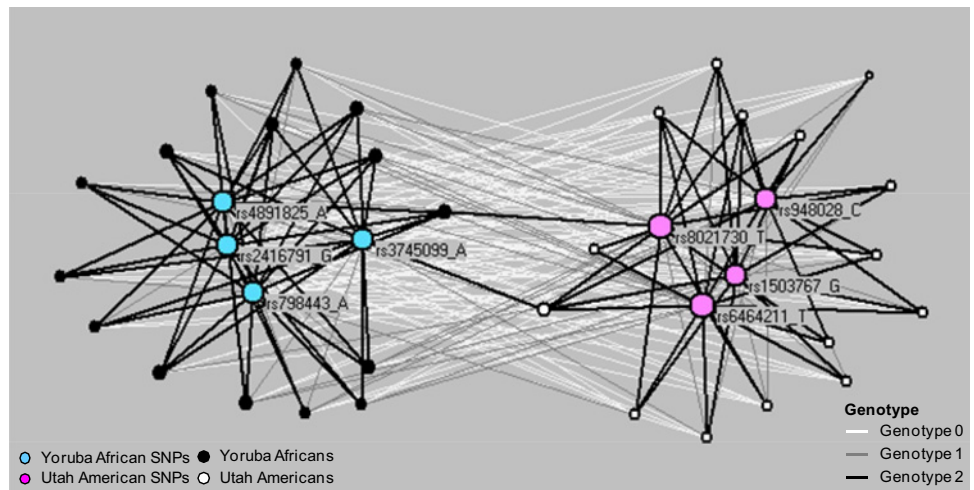 rs4891825_A
rs948028_C
rs8021730_T
rs2416791_G
rs3745099_A
rs1503767_G
rs798443_A
rs6464211_T
Genotype
Genotype 0
Genotype 1
Genotype 2
Yoruba African SNPs
Yoruba Africans
Utah American SNPs
Utah Americans